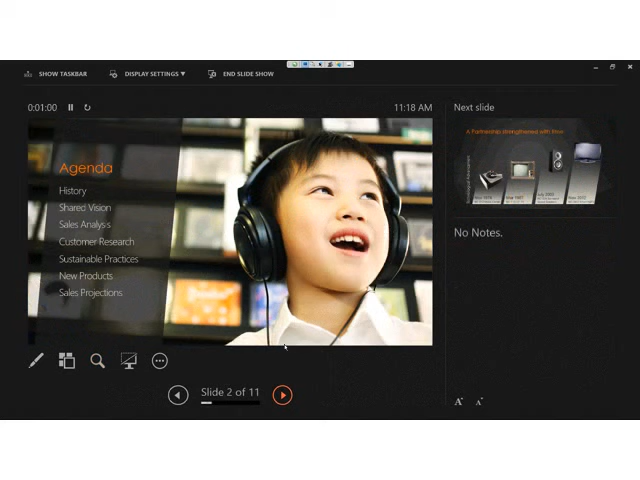 SHOW TASKBAR
DISPLAY SETTINGS ▼
END SLIDE SHOW
0:01:00
11:18 AM
Agenda
History
Shared Vision
Sales Analysis
Customer Research
Sustainable Practices
New Products
Sales Projections
Slide 2 of 11
Next slide
A Partnership strengthened with time
No Notes.
A A